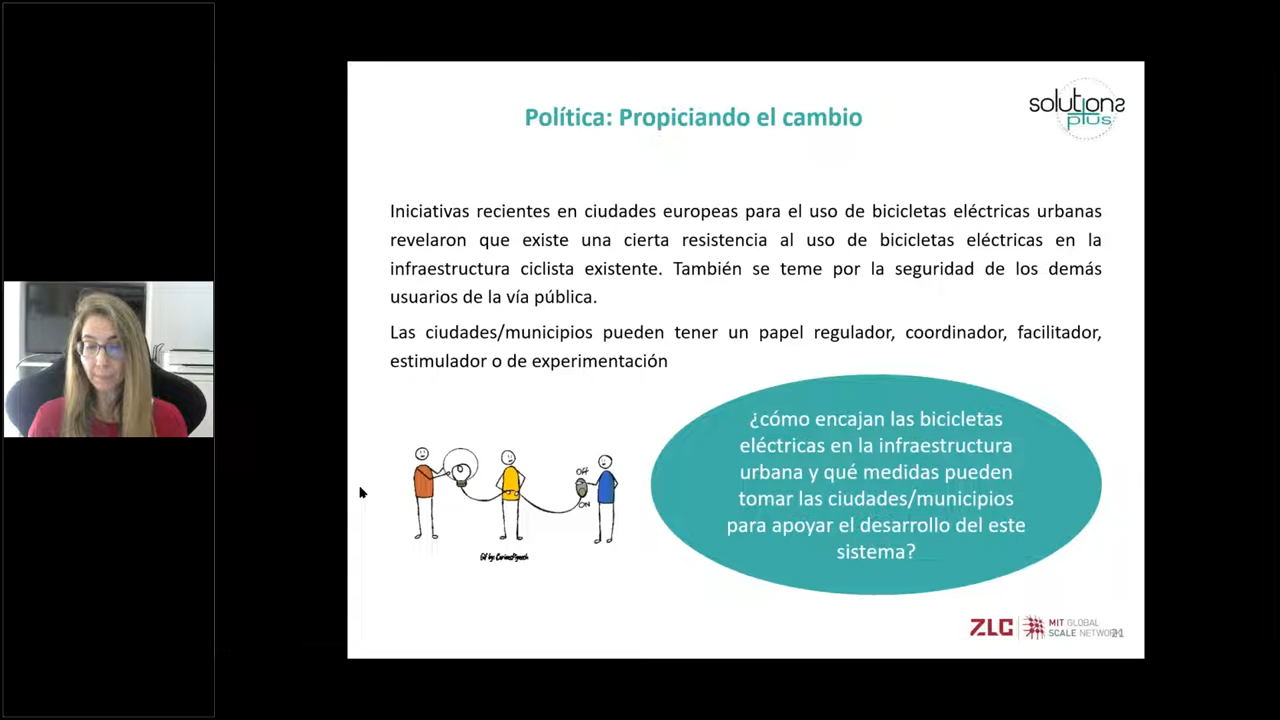 Política: Propiciando el cambio
solutions
plus
Iniciativas recientes en ciudades europeas para el uso de bicicletas eléctricas urbanas
revelaron que existe una cierta resistencia al uso de bicicletas eléctricas en la
infraestructura ciclista existente. También se teme por la seguridad de los demás
usuarios de la vía pública.
Las ciudades/municipios pueden tener un papel regulador, coordinador, facilitador,
estimulador o de experimentación
¿cómo encajan las bicicletas
eléctricas en la infraestructura
urbana y qué medidas pueden
tomar las ciudades/municipios
para apoyar el desarrollo del este
sistema?
OFF
ON
Gif by:
ZLC
MIT GLOBAL
SCALE NETWORK
21